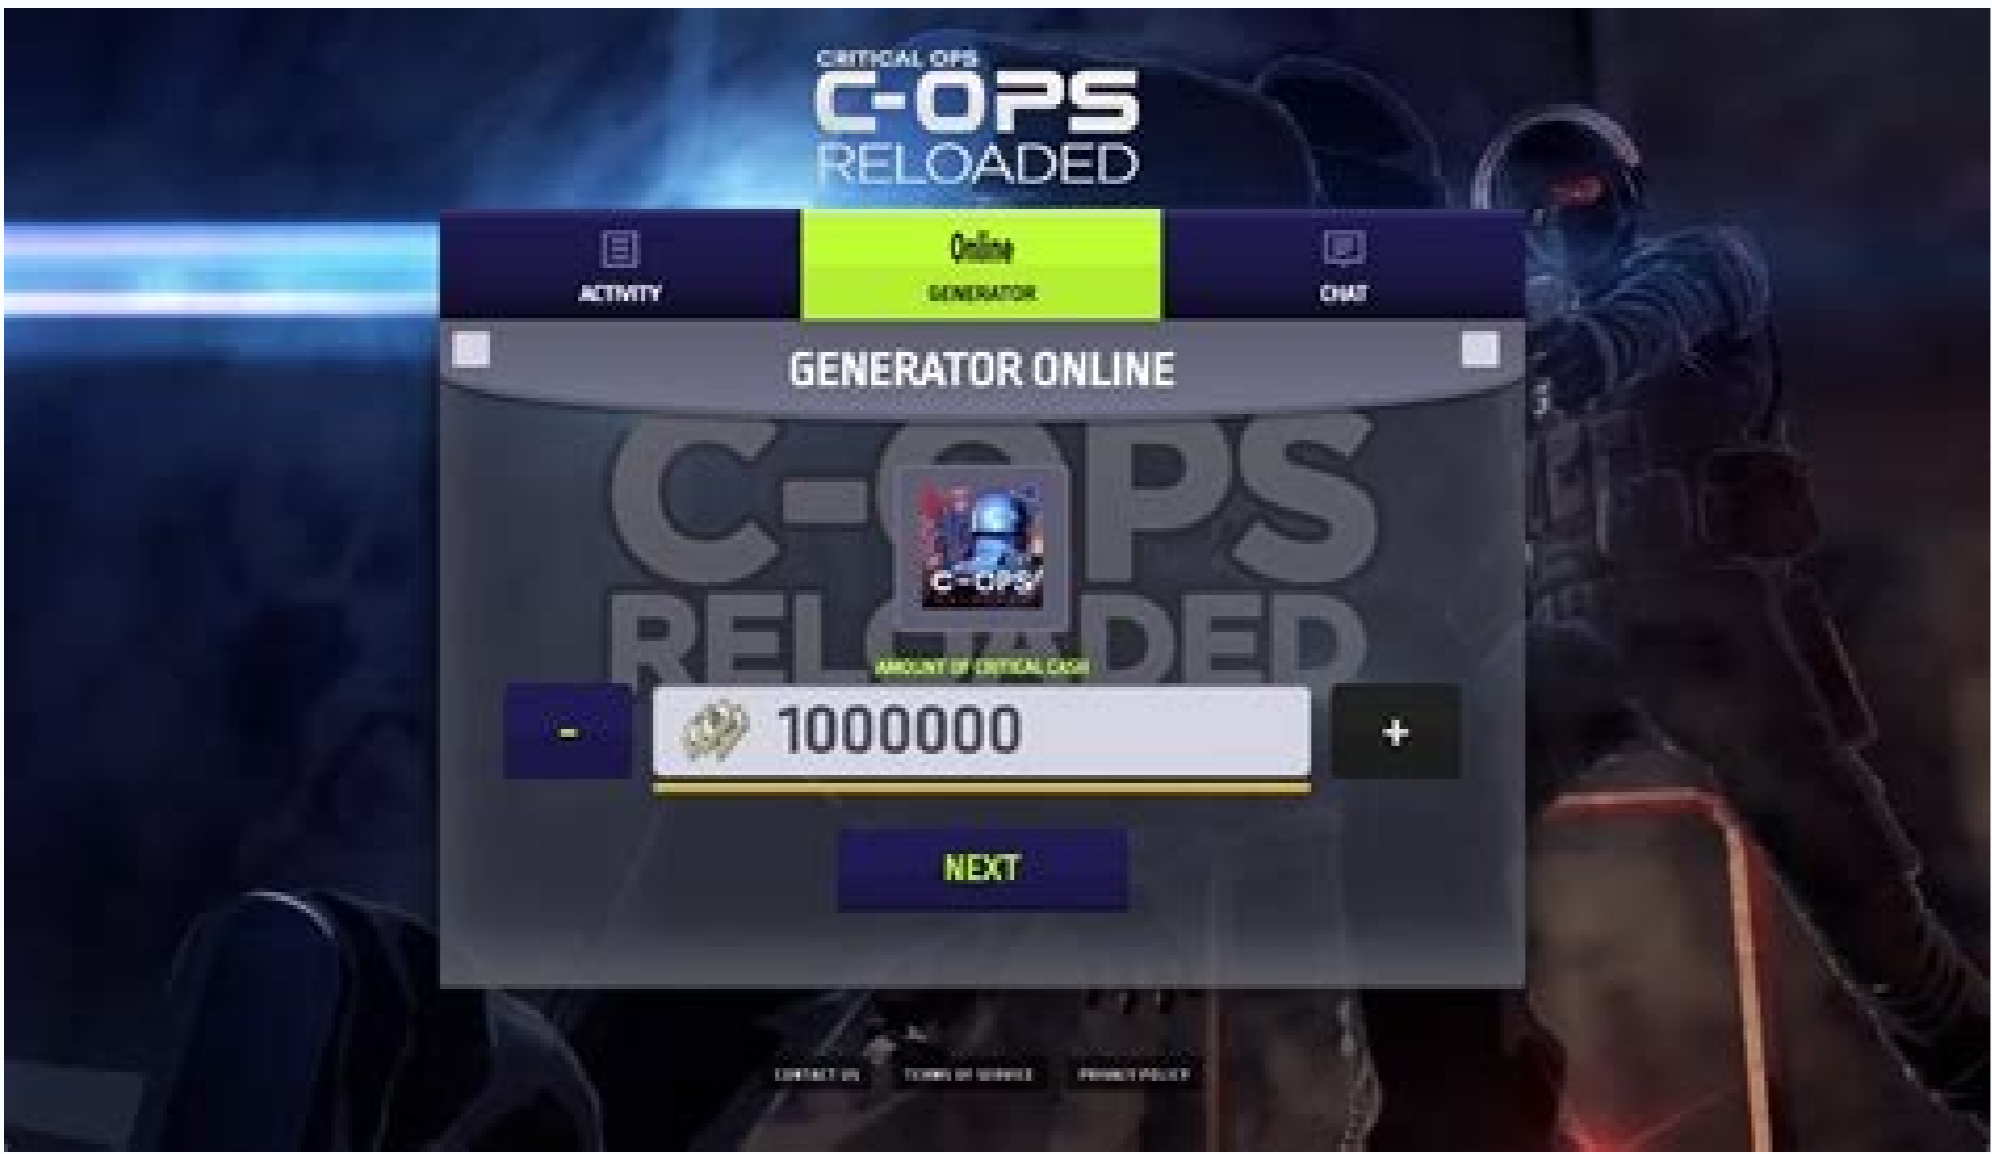 CRITICAL OPS
C-OPS
RELOADED
ACTIVITY
Online
GENERATOR
CHAT
GENERATOR ONLINE
C-OPS
RELOADED
C-OPS
AMOUNT OF CRITICAL CASH
-
1000000
+
NEXT
CONTACT US
TERMS OF SERVICE
PRIVACY POLICY